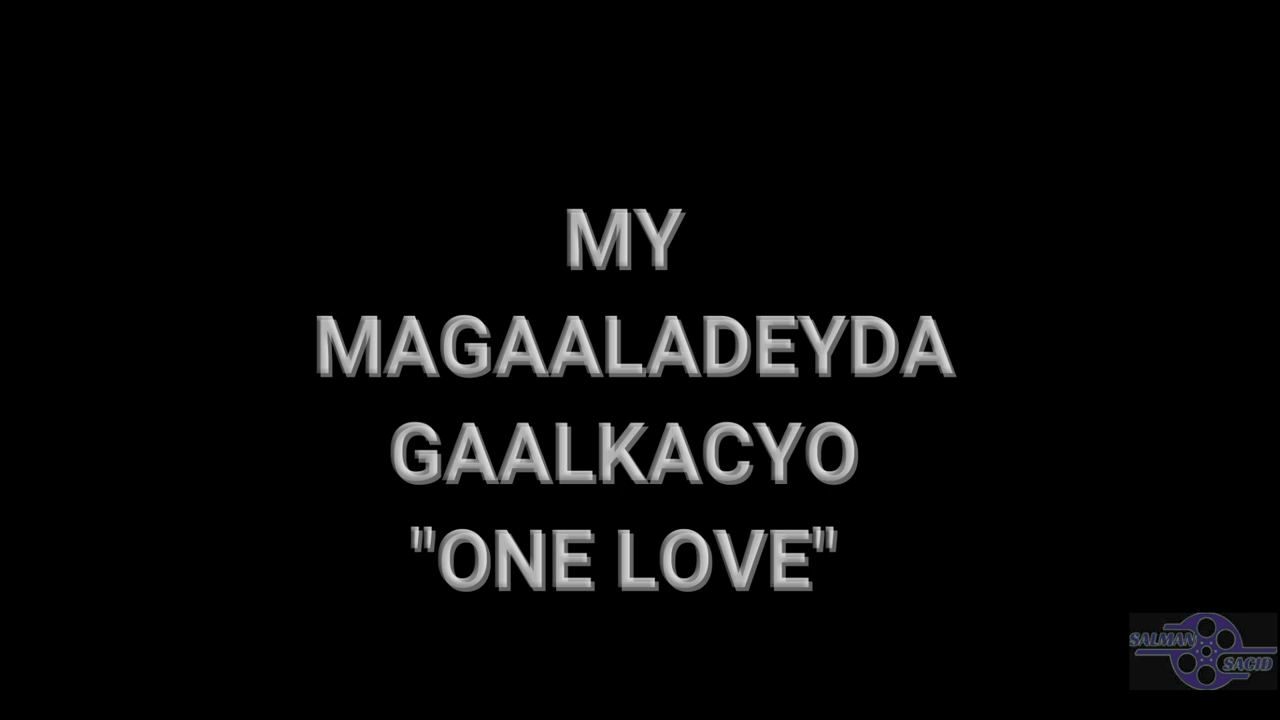 MY
MAGAALADEYDA
GAALKACYO
"ONE LOVE"
SALMAN
SACID